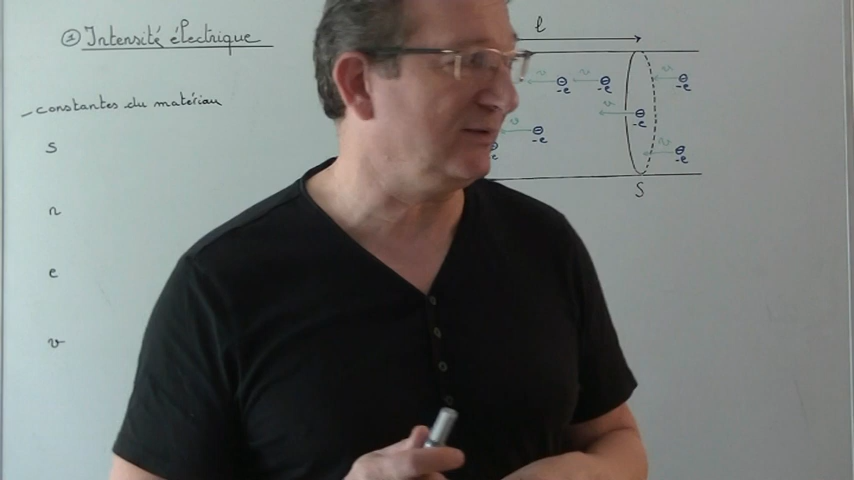 ① Intensité électrique
- constantes du matériau
S
n
e
v
l
v ⊖ -e v ⊖ -e v ⊖ -e
v ⊖ -e
v ⊖ -e
⊖ -e v ⊖ -e
S